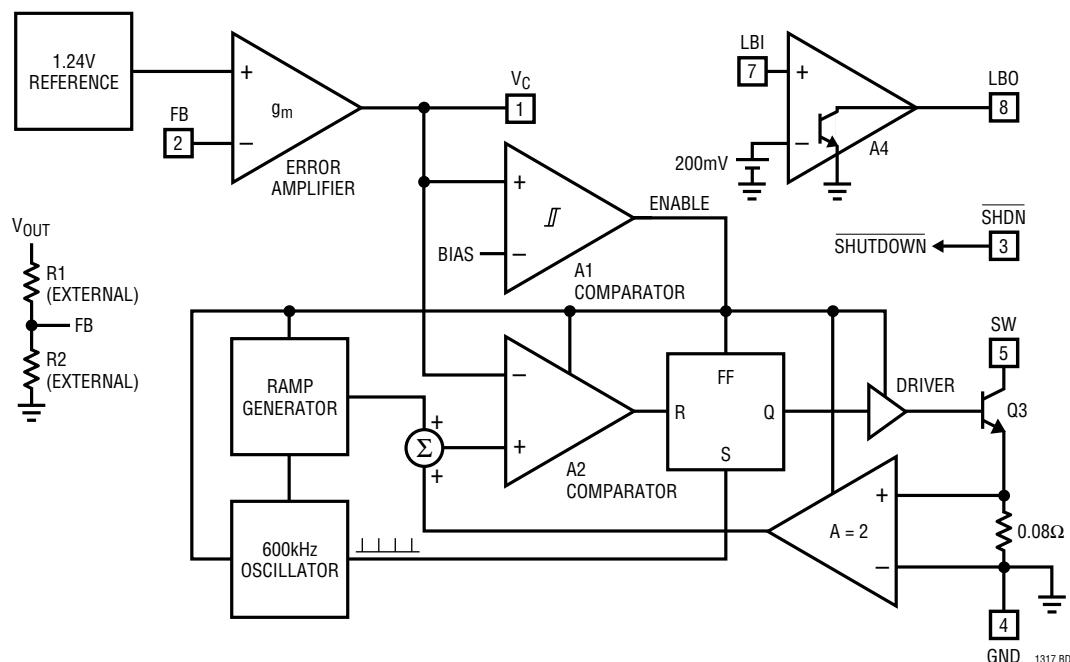 1.24V
REFERENCE
+
gm
−
ERROR
AMPLIFIER
FB
2
VC
1
LBI
7
+
−
200mV
A4
LBO
8
VOUT
R1
(EXTERNAL)
FB
R2
(EXTERNAL)
+
−
BIAS
ENABLE
A1
COMPARATOR
SHUTDOWN
SHDN
3
RAMP
GENERATOR
+
Σ
+
−
+
A2
COMPARATOR
FF
R
Q
S
DRIVER
SW
5
Q3
600kHz
OSCILLATOR
A = 2
+
−
0.08Ω
4
GND
1317 BD